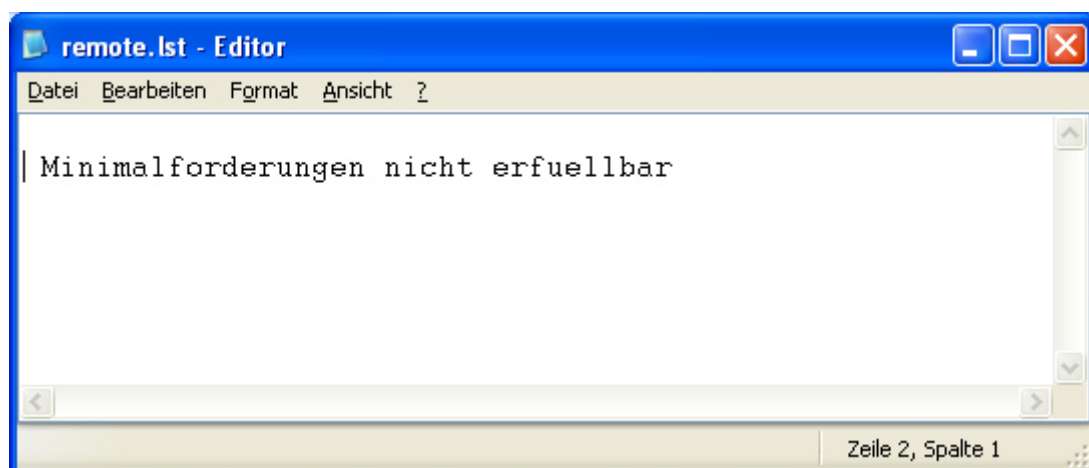 remote.lst - Editor
Datei Bearbeiten Format Ansicht ?
Minimalforderungen nicht erfuellbar
Zeile 2, Spalte 1